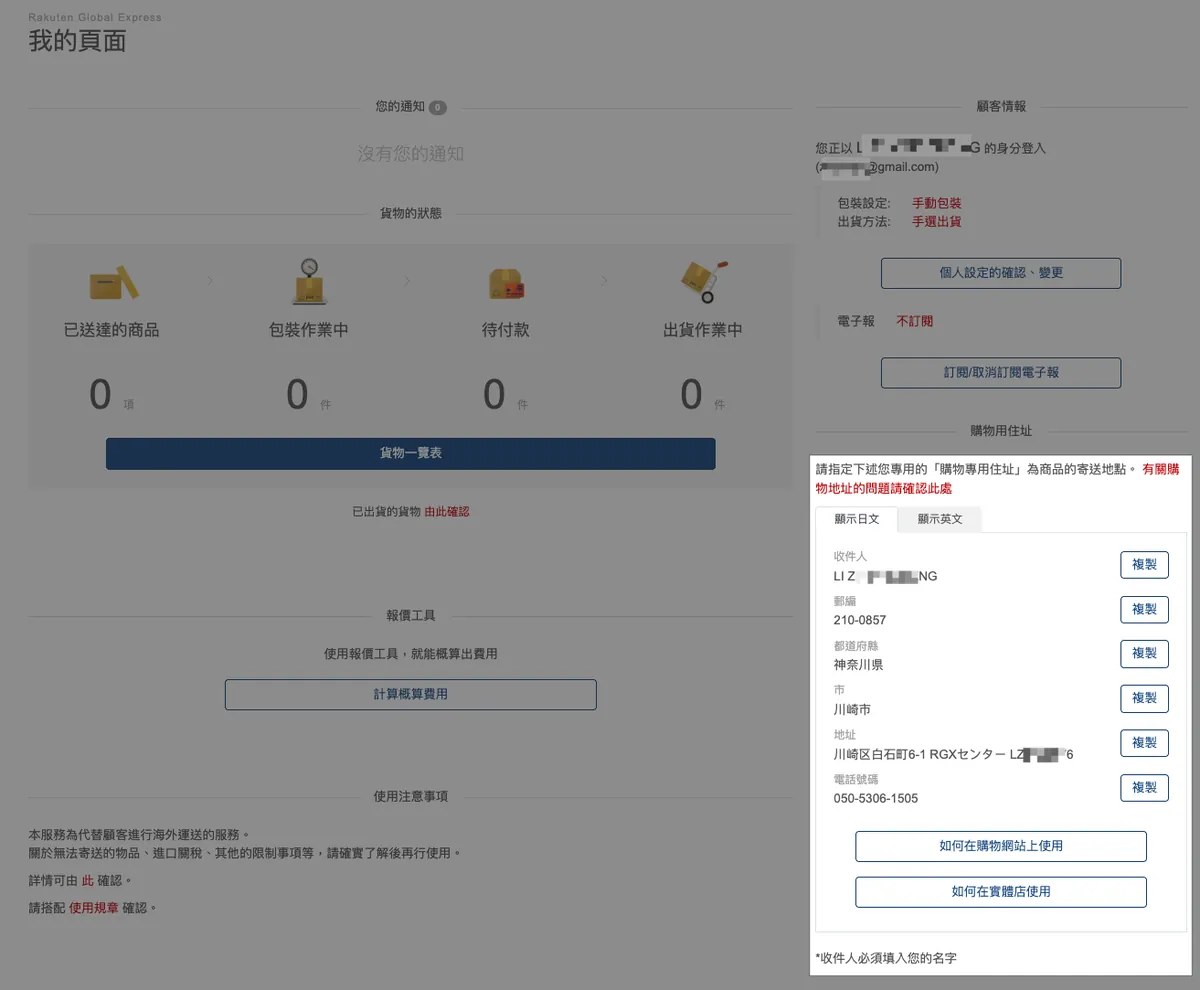 Rakuten Global Express
我的頁面
您的通知 0
沒有您的通知
貨物的狀態
已送達的商品
包裝作業中
待付款
出貨作業中
0 項
0 件
0 件
0 件
貨物一覽表
已出貨的貨物 由此確認
報價工具
使用報價工具，就能概算出費用
計算概算費用
使用注意事項
本服務為代替顧客進行海外運送的服務。
關於無法寄送的物品、進口關稅、其他的限制事項等，請確實了解後再行使用。
詳情可由 此 確認。
請搭配 使用規章 確認。
顧客情報
您正以 L G 的身分登入
@gmail.com)
包裝設定: 手動包裝
出貨方法: 手選出貨
個人設定的確認、變更
電子報 不訂閱
訂閱/取消訂閱電子報
購物用住址
請指定下述您專用的「購物專用住址」為商品的寄送地點。 有關購
物地址的問題請確認此處
顯示日文 顯示英文
收件人
LI Z NG
複製
郵編
210-0857
複製
都道府縣
神奈川県
複製
市
川崎市
複製
地址
川崎区白石町6-1 RGXセンター LZ 6
複製
電話號碼
050-5306-1505
複製
如何在購物網站上使用
如何在實體店使用
*收件人必須填入您的名字